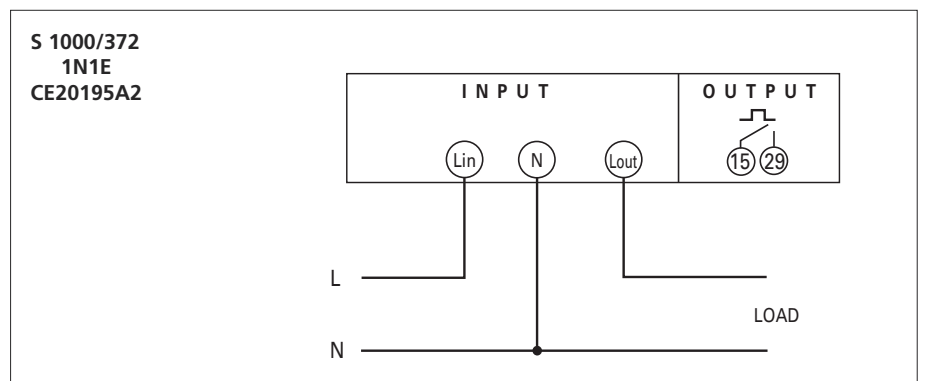 S 1000/372
1N1E
CE20195A2
INPUT
OUTPUT
Lin
N
Lout
15
29
L
LOAD
N